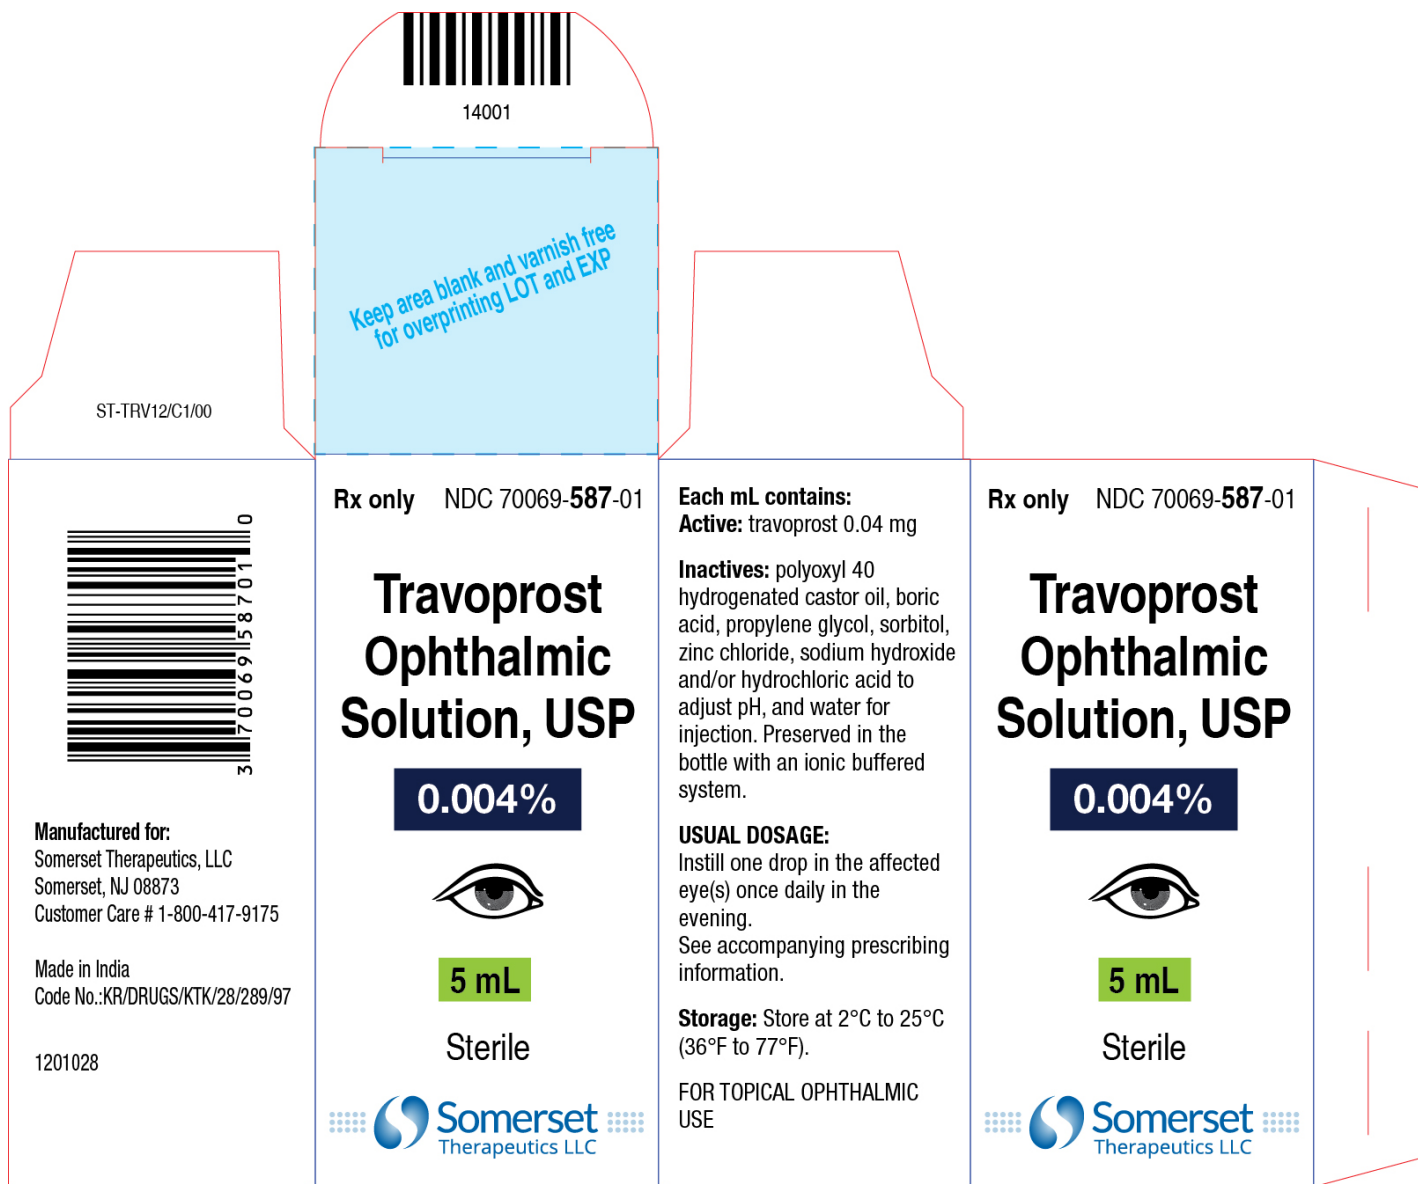 14001
Keep area blank and varnish free
for overprinting LOT and EXP
ST-TRV12/C1/00
3 70069 58701 0
Manufactured for:
Somerset Therapeutics, LLC
Somerset, NJ 08873
Customer Care # 1-800-417-9175
Made in India
Code No.:KR/DRUGS/KTK/28/289/97
1201028
Rx only NDC 70069-587-01
Travoprost
Ophthalmic
Solution, USP
0.004%
5 mL
Sterile
Somerset
Therapeutics LLC
Each mL contains:
Active: travoprost 0.04 mg
Inactives: polyoxyl 40
hydrogenated castor oil, boric
acid, propylene glycol, sorbitol,
zinc chloride, sodium hydroxide
and/or hydrochloric acid to
adjust pH, and water for
injection. Preserved in the
bottle with an ionic buffered
system.
USUAL DOSAGE:
Instill one drop in the affected
eye(s) once daily in the
evening.
See accompanying prescribing
information.
Storage: Store at 2°C to 25°C
(36°F to 77°F).
FOR TOPICAL OPHTHALMIC
USE
Rx only NDC 70069-587-01
Travoprost
Ophthalmic
Solution, USP
0.004%
5 mL
Sterile
Somerset
Therapeutics LLC